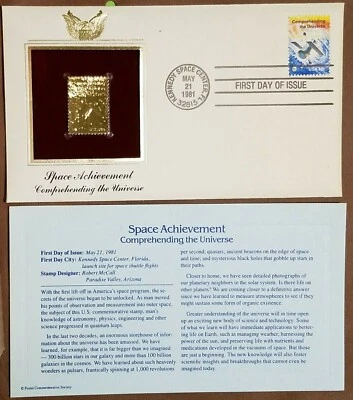 Comprehending
the Universe
KENNEDY SPACE CENTER, FL
MAY
21
1981
32815
FIRST DAY OF ISSUE
Space Achievement
Comprehending the Universe
Space Achievement
Comprehending the Universe
First Day of Issue: May 21, 1981
First Day City: Kennedy Space Center, Florida,
launch site for space shuttle flights
Stamp Designer: Robert McCall
Paradise Valley, Arizona
With the first lift off in America's space program, the se-
crets of the universe began to be unlocked. As man moved
his points of observation and measurement into outer space,
the subject of this U.S. commemorative stamp, man's
knowledge of astronomy, physics, engineering and other
science progressed in quantum leaps.
In the last two decades, an enormous storehouse of infor-
mation about the universe has been amassed. We have
learned, for example, that it is far bigger than we imagined
— 300 billion stars in our galaxy and more than 100 billion
galaxies in the cosmos. We have learned about such heavenly
wonders as pulsars, frantically spinning at 1,000 revolutions
per second; quasars, ancient beacons on the edge of space
and time; and mysterious black holes that gobble up stars in
their paths.
Closer to home, we have seen detailed photographs of
our planetary neighbors in the solar system. Is there life on
other planets? We are coming closer to a definitive answer
since we have learned to measure atmospheres to see if they
might sustain some form of organic existence.
Greater understanding of the universe will in time open
up an exciting new body of science and technology. Some of
what we learn will have immediate applications to better-
ing life on Earth, such as managing weather, removing the
threat of cancer, and preserving life with nutrients and
medications developed in the vacuum of space. But those
are just a beginning. The new knowledge will also foster
scientific insights and breakthroughs that cannot even be
imagined today.
© Postal Commemorative Society